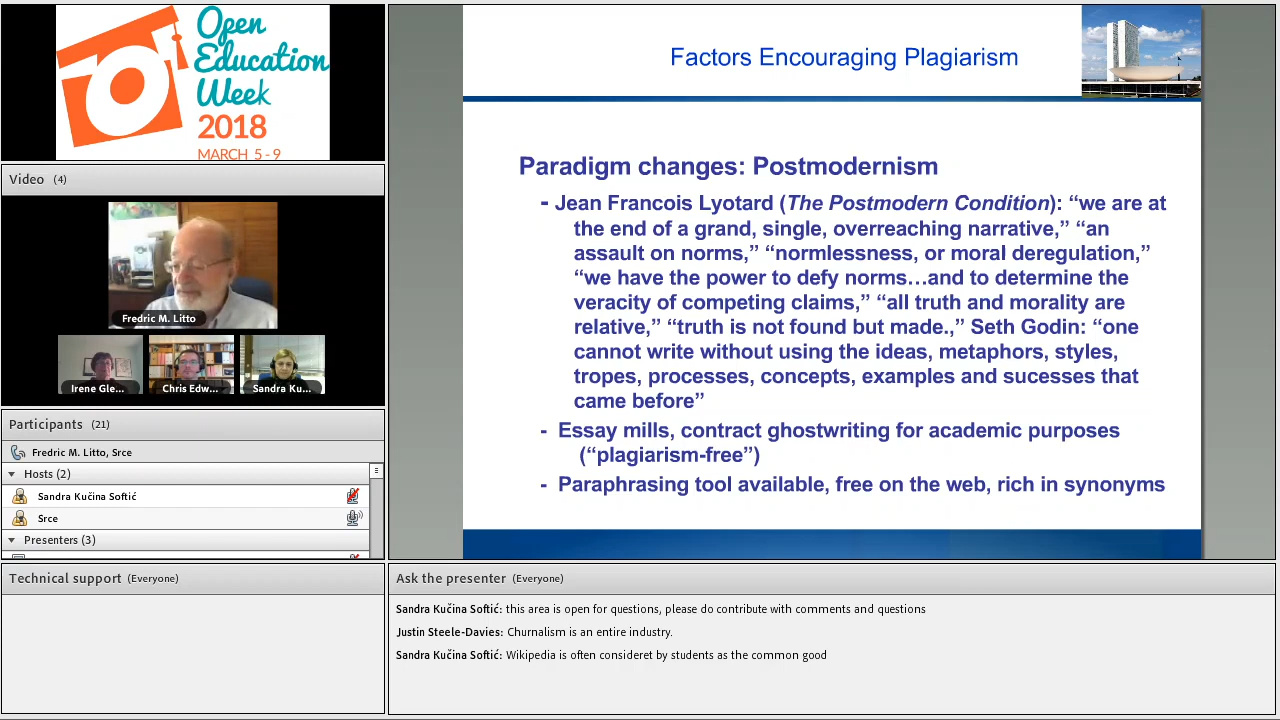 Open
Education
Week
2018
MARCH 5-9
Video (4)
Fredric M. Litto
Irene Gle...
Chris Edw...
Sandra Ku...
Participants (21)
Fredric M. Litto, Srce
Hosts (2)
Sandra Kučina Softić
Srce
Presenters (3)
Technical support (Everyone)
Factors Encouraging Plagiarism
Paradigm changes: Postmodernism
- Jean Francois Lyotard (The Postmodern Condition): “we are at
the end of a grand, single, overreaching narrative,” “an
assault on norms,” “normlessness, or moral deregulation,”
“we have the power to defy norms…and to determine the
veracity of competing claims,” “all truth and morality are
relative,” “truth is not found but made.,” Seth Godin: “one
cannot write without using the ideas, metaphors, styles,
tropes, processes, concepts, examples and sucesses that
came before”
- Essay mills, contract ghostwriting for academic purposes
(“plagiarism-free”)
- Paraphrasing tool available, free on the web, rich in synonyms
Ask the presenter (Everyone)
Sandra Kučina Softić: this area is open for questions, please do contribute with comments and questions
Justin Steele-Davies: Churnalism is an entire industry.
Sandra Kučina Softić: Wikipedia is often consideret by students as the common good